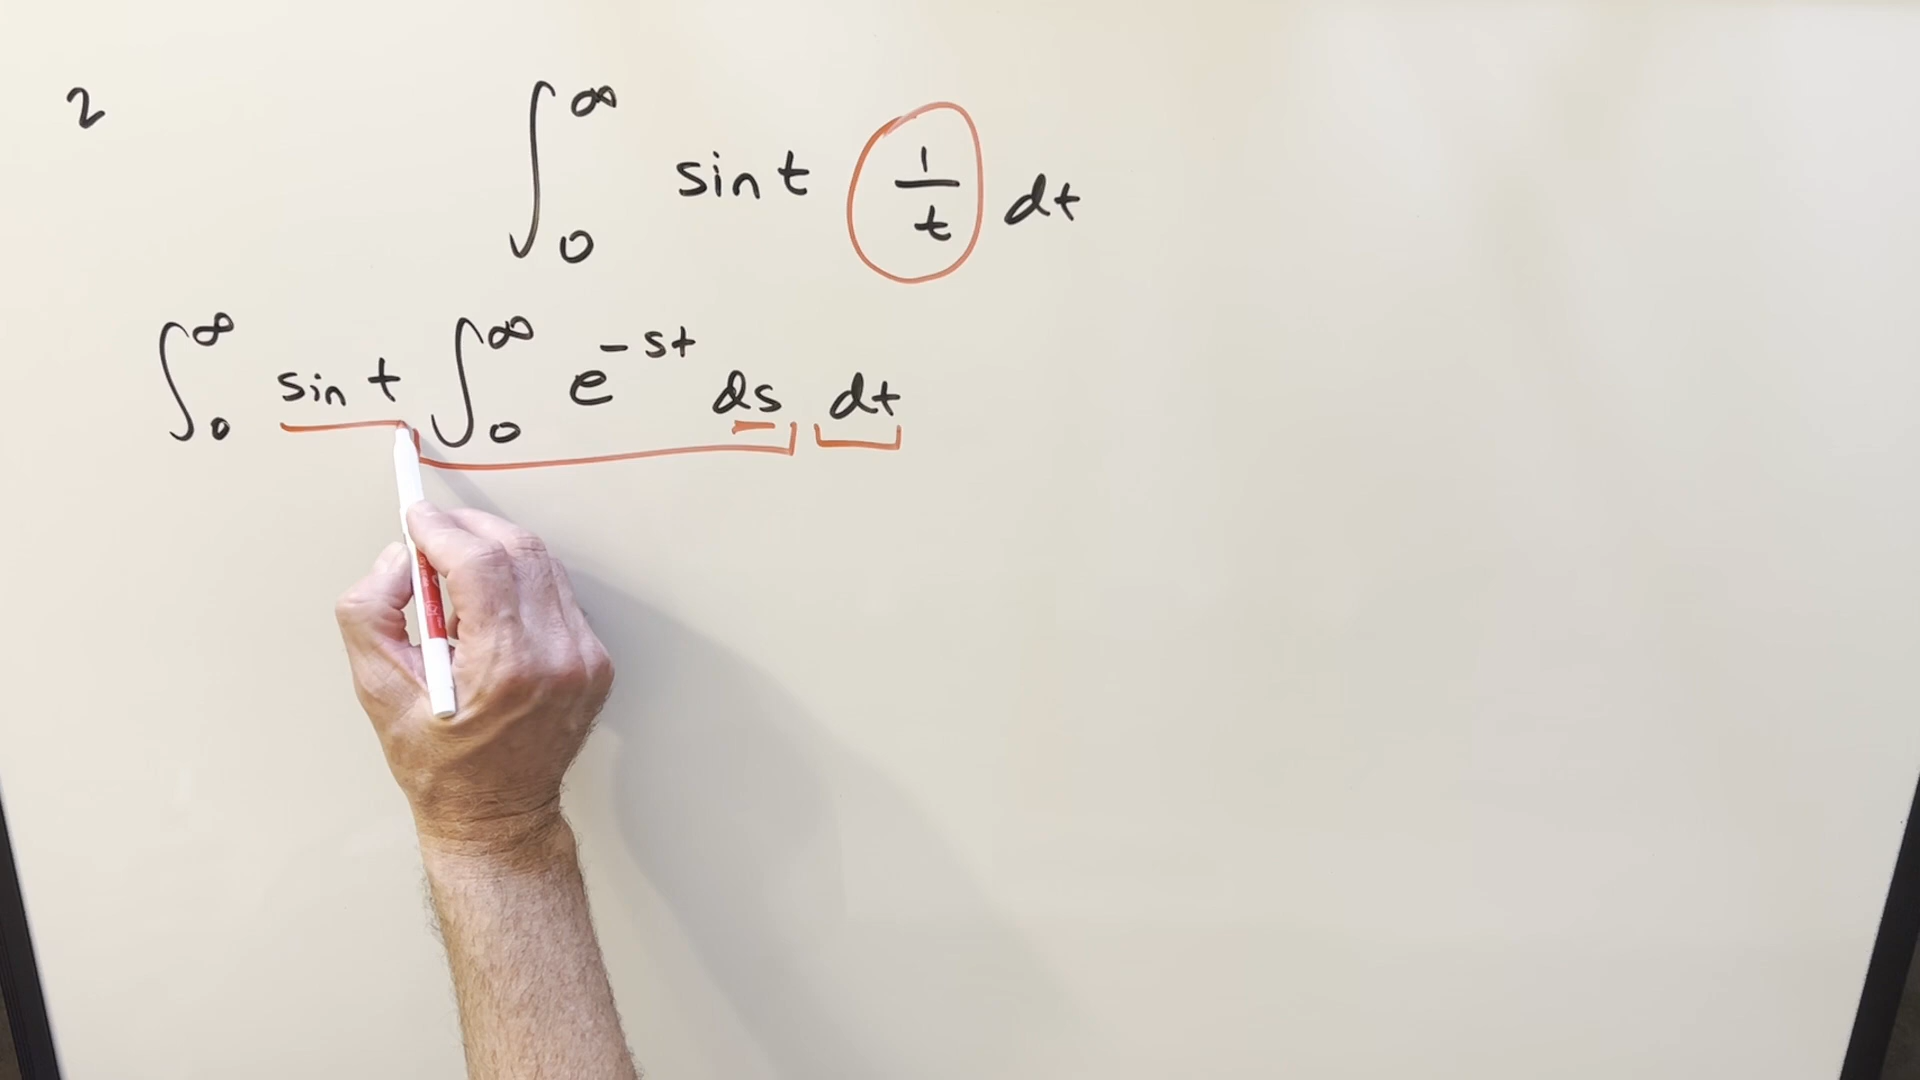 2
∫₀^∞ sin t 1/t dt
∫₀^∞ sin t ∫₀^∞ e^{-st} ds dt